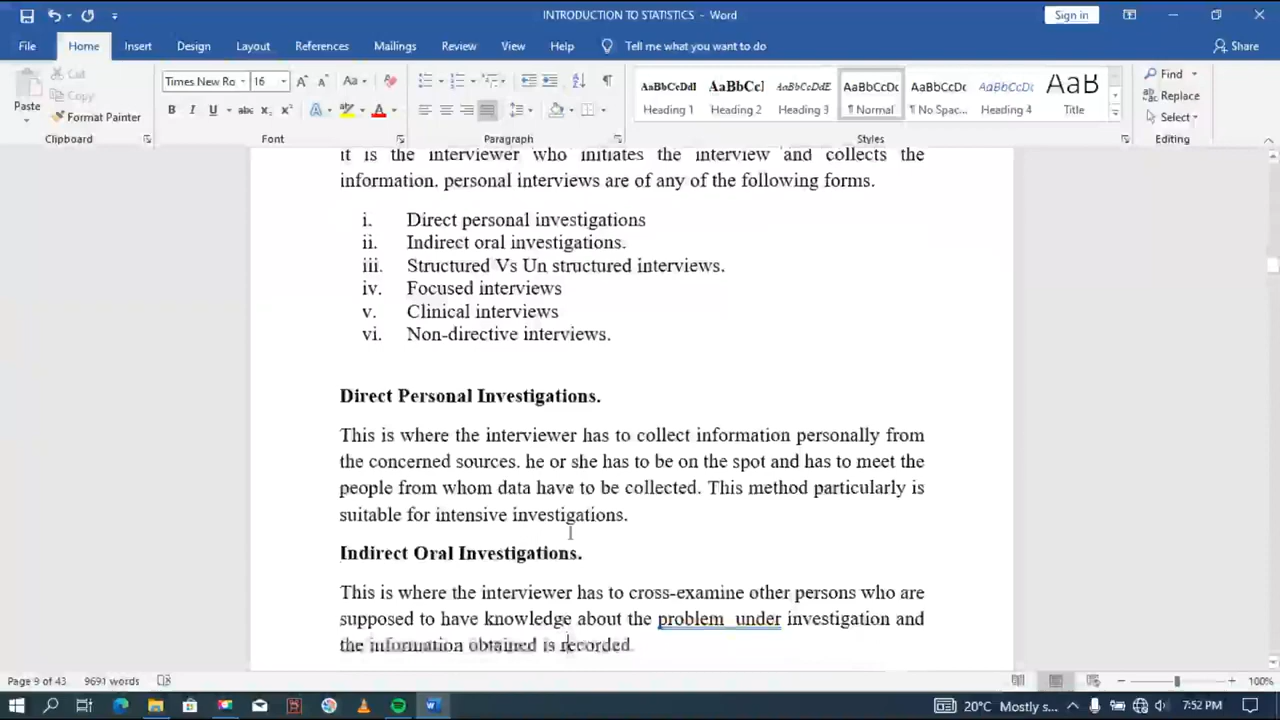 INTRODUCTION TO STATISTICS - Word
Sign in
File Home Insert Design Layout References Mailings Review View Help Tell me what you want to do Share
Paste
Cut
Copy
Format Painter
Clipboard
Times New Ro 16
Font
Paragraph
AaBbCcDdI AaBbCcI AaBbCcDdE AaBbCcDc AaBbCcDc AaBbCcDc AaB
Heading 1 Heading 2 Heading 3 ¶ Normal ¶ No Spac... Heading 4 Title
Styles
Find
Replace
Select
Editing
it is the interviewer who initiates the interview and collects the
information. personal interviews are of any of the following forms.
i. Direct personal investigations
ii. Indirect oral investigations.
iii. Structured Vs Un structured interviews.
iv. Focused interviews
v. Clinical interviews
vi. Non-directive interviews.
Direct Personal Investigations.
This is where the interviewer has to collect information personally from
the concerned sources. he or she has to be on the spot and has to meet the
people from whom data have to be collected. This method particularly is
suitable for intensive investigations.
Indirect Oral Investigations.
This is where the interviewer has to cross-examine other persons who are
supposed to have knowledge about the problem under investigation and
the information obtained is recorded.
Page 9 of 43 9691 words 100%
20°C Mostly s... 7:52 PM